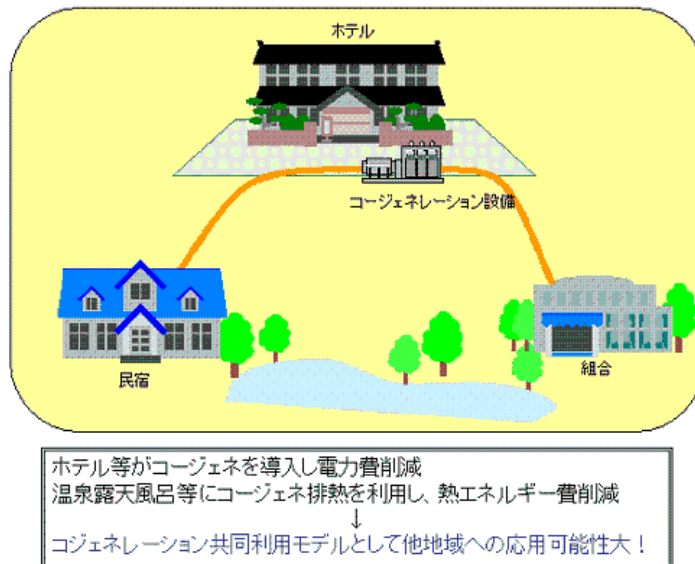 ホテル
コージェネレーション設備
民宿
組合
ホテル等がコージェネを導入し電力費削減
温泉露天風呂等にコージェネ排熱を利用し、熱エネルギー費削減
↓
コジェネレーション共同利用モデルとして他地域への応用可能性大！